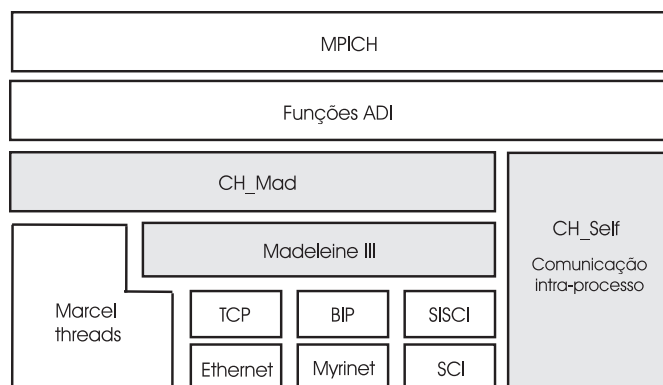 MPICH
Funções ADI
CH_Mad
CH_Self
Comunicação
intra-processo
Madeleine III
Marcel
threads
TCP
BIP
SISCI
Ethernet
Myrinet
SCI